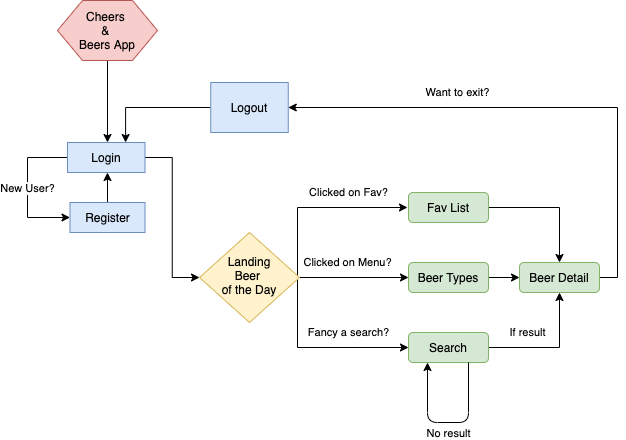 Cheers
&
Beers App
Want to exit?
Logout
Login
New User?
Register
Clicked on Fav?
Fav List
Landing
Beer
of the Day
Clicked on Menu?
Beer Types
Beer Detail
Fancy a search?
If result
Search
No result